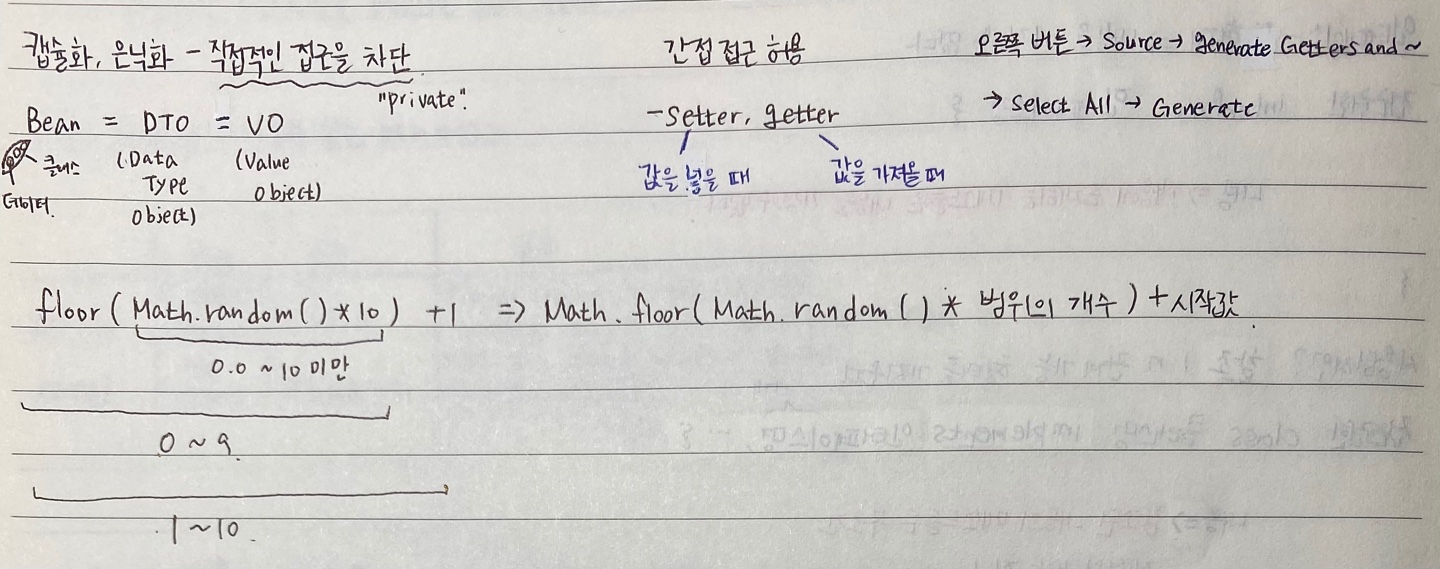 캡슐화, 은닉화 - 직접적인 접근을 차단
"private".
간접 접근 허용
- Setter, getter
값을 넣을 때
값을 가져올 때
오른쪽 버튼 → Source → generate Getters and ~
→ Select All → Generate
Bean = DTO = VO
클래스
데이터.
(Data
Type
Object)
(Value
Object)
floor ( Math.random ( ) * 10 ) + 1 => Math. floor ( Math. random ( ) * 범위의 개수 ) + 시작값
0.0 ~ 10 미만
0 ~ 9
1 ~ 10.